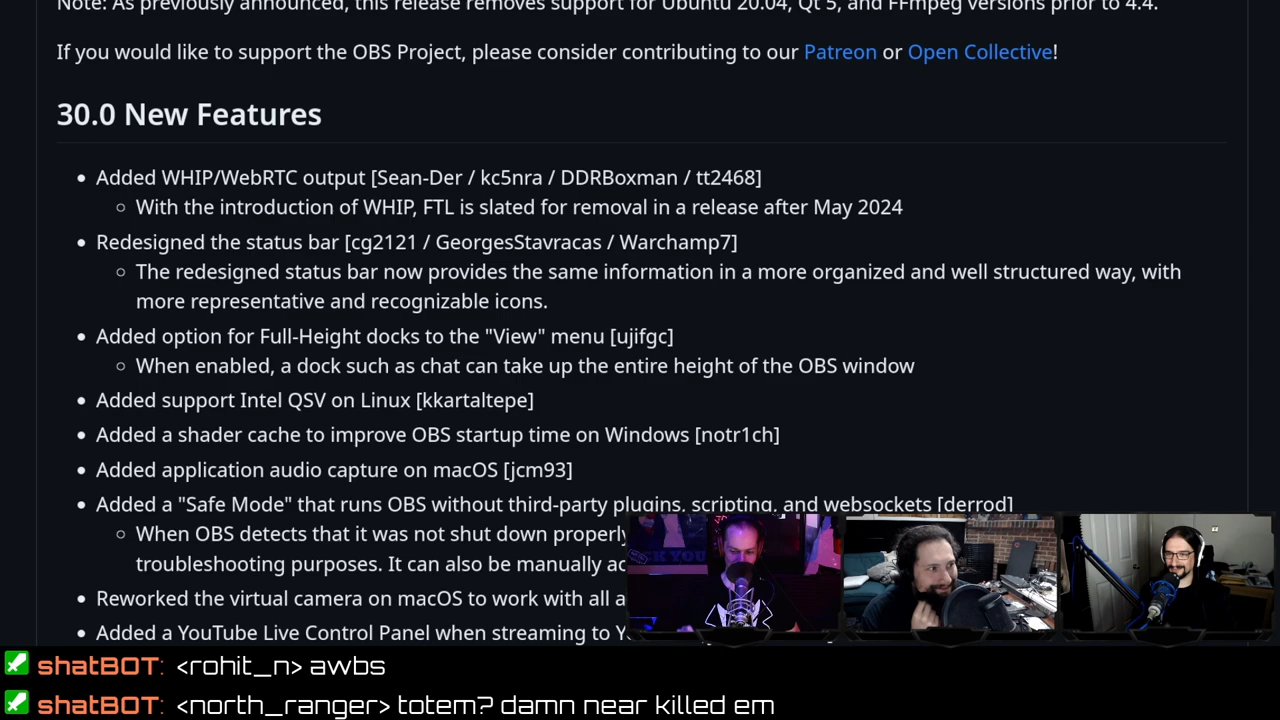 Note: As previously announced, this release removes support for Ubuntu 20.04, Qt 5, and FFmpeg versions prior to 4.4.
If you would like to support the OBS Project, please consider contributing to our Patreon or Open Collective!
30.0 New Features
• Added WHIP/WebRTC output [Sean-Der / kc5nra / DDRBoxman / tt2468]
◦ With the introduction of WHIP, FTL is slated for removal in a release after May 2024
• Redesigned the status bar [cg2121 / GeorgesStavracas / Warchamp7]
◦ The redesigned status bar now provides the same information in a more organized and well structured way, with
more representative and recognizable icons.
• Added option for Full-Height docks to the "View" menu [ujifgc]
◦ When enabled, a dock such as chat can take up the entire height of the OBS window
• Added support Intel QSV on Linux [kkartaltepe]
• Added a shader cache to improve OBS startup time on Windows [notr1ch]
• Added application audio capture on macOS [jcm93]
• Added a "Safe Mode" that runs OBS without third-party plugins, scripting, and websockets [derrod]
◦ When OBS detects that it was not shut down properly
troubleshooting purposes. It can also be manually ac
• Reworked the virtual camera on macOS to work with all a
• Added a YouTube Live Control Panel when streaming to Y
shatBOT: <rohit_n> awbs
shatBOT: <north_ranger> totem? damn near killed em